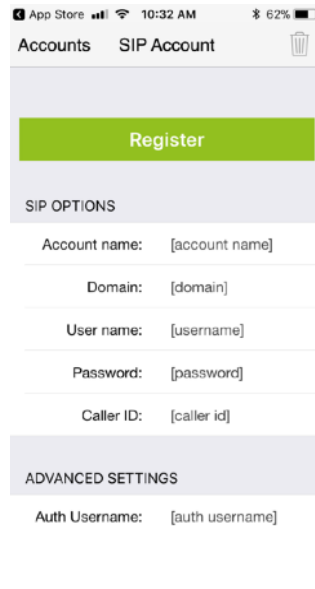 App Store 10:32 AM 62%
Accounts SIP Account
Register
SIP OPTIONS
Account name: [account name]
Domain: [domain]
User name: [username]
Password: [password]
Caller ID: [caller id]
ADVANCED SETTINGS
Auth Username: [auth username]